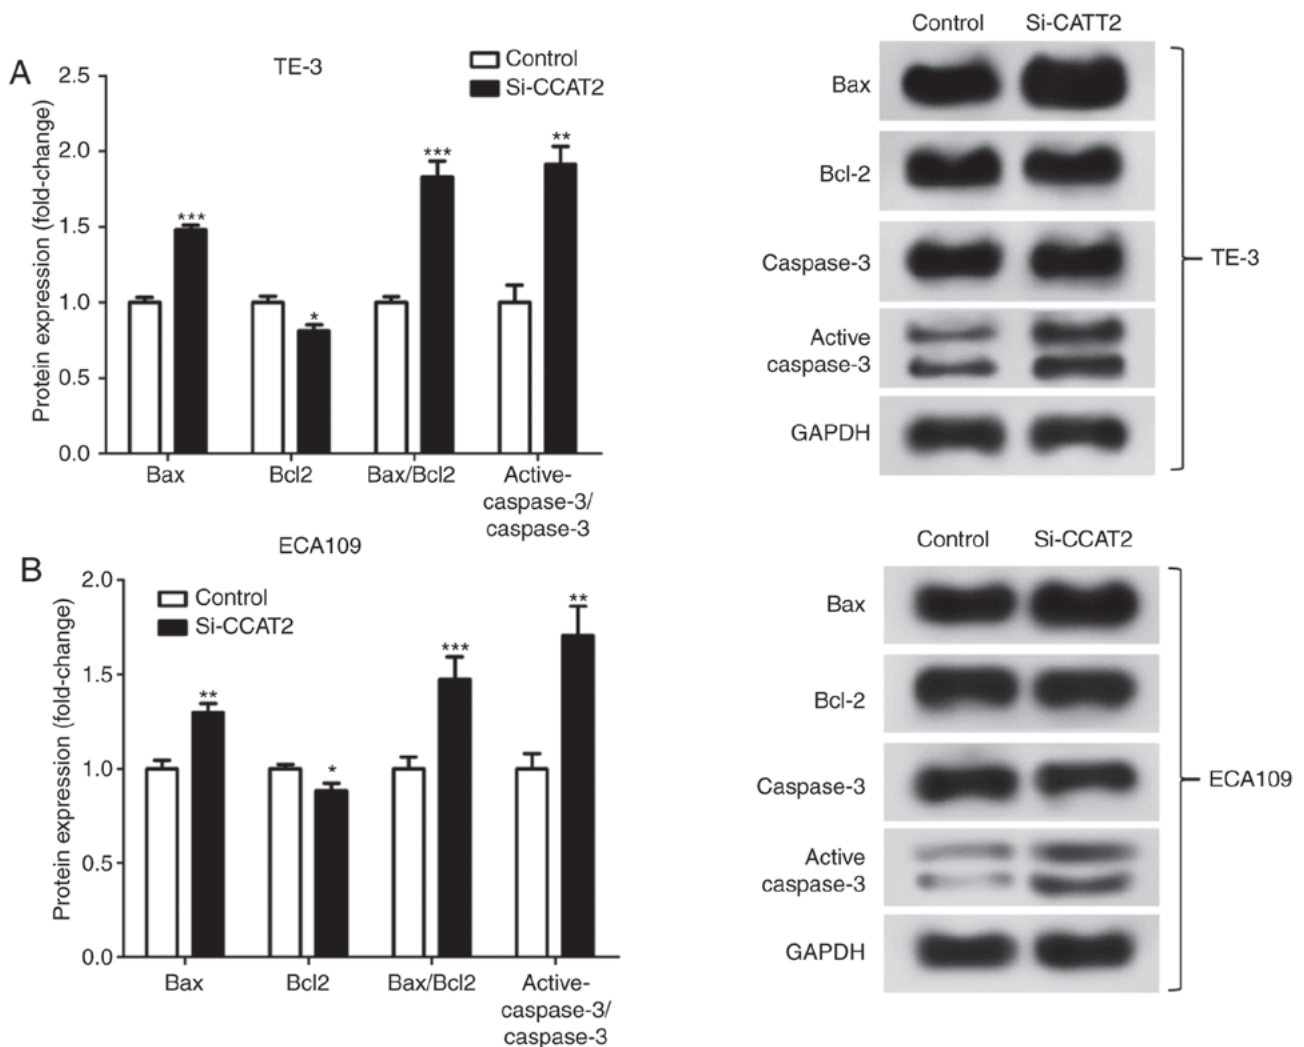 A
TE-3
Control
Si-CCAT2
Protein expression (fold-change)
2.5
2.0
1.5
1.0
0.5
0.0
***
*
***
**
Bax
Bcl2
Bax/Bcl2
Active-
caspase-3/
caspase-3
Control
Si-CATT2
Bax
Bcl-2
Caspase-3
Active
caspase-3
GAPDH
TE-3
B
ECA109
Control
Si-CCAT2
Protein expression (fold-change)
2.0
1.5
1.0
0.5
0.0
**
*
***
**
Bax
Bcl2
Bax/Bcl2
Active-
caspase-3/
caspase-3
Control
Si-CCAT2
Bax
Bcl-2
Caspase-3
Active
caspase-3
GAPDH
ECA109